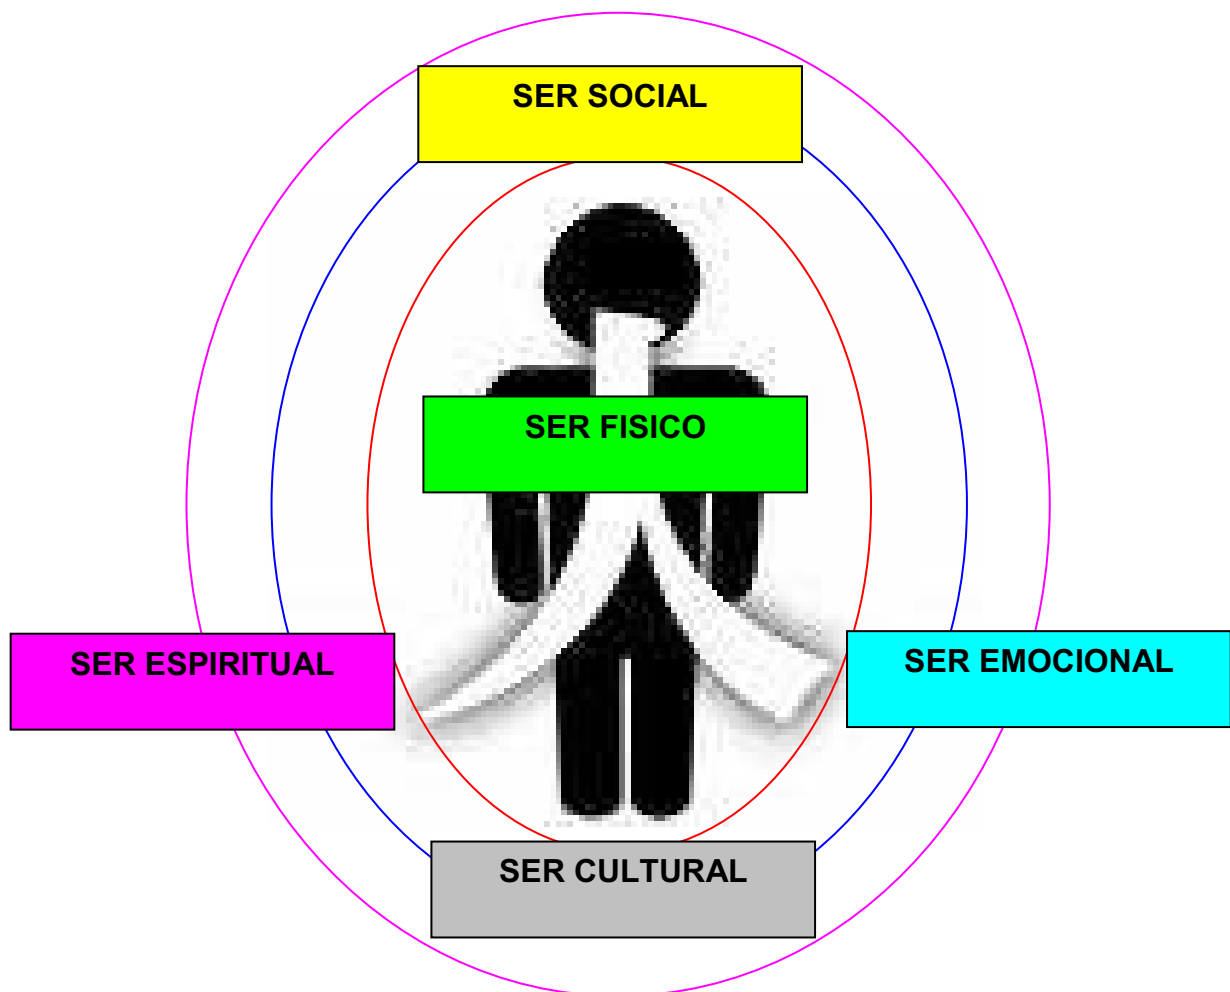 SER SOCIAL
SER FISICO
SER ESPIRITUAL
SER EMOCIONAL
SER CULTURAL